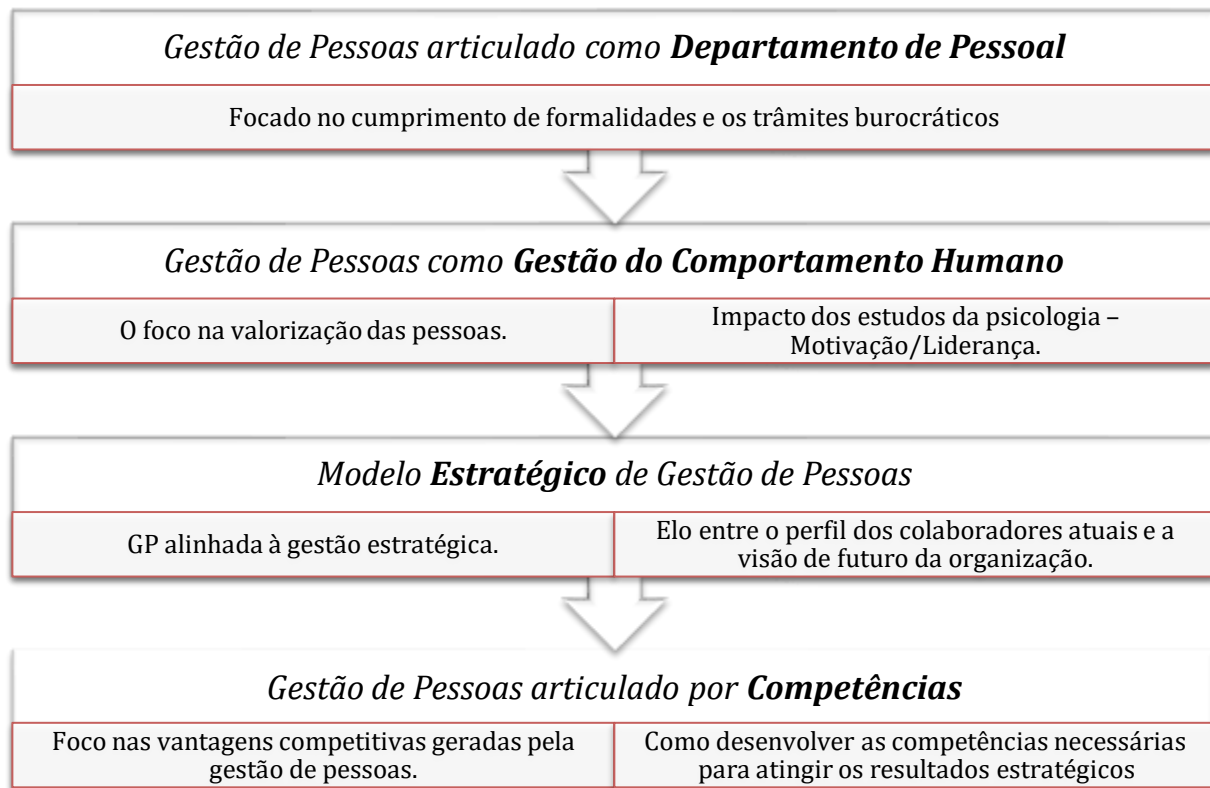 Gestão de Pessoas articulado como Departamento de Pessoal
Focado no cumprimento de formalidades e os trâmites burocráticos
Gestão de Pessoas como Gestão do Comportamento Humano
O foco na valorização das pessoas.
Impacto dos estudos da psicologia –
Motivação/Liderança.
Modelo Estratégico de Gestão de Pessoas
GP alinhada à gestão estratégica.
Elo entre o perfil dos colaboradores atuais e a
visão de futuro da organização.
Gestão de Pessoas articulado por Competências
Foco nas vantagens competitivas geradas pela
gestão de pessoas.
Como desenvolver as competências necessárias
para atingir os resultados estratégicos